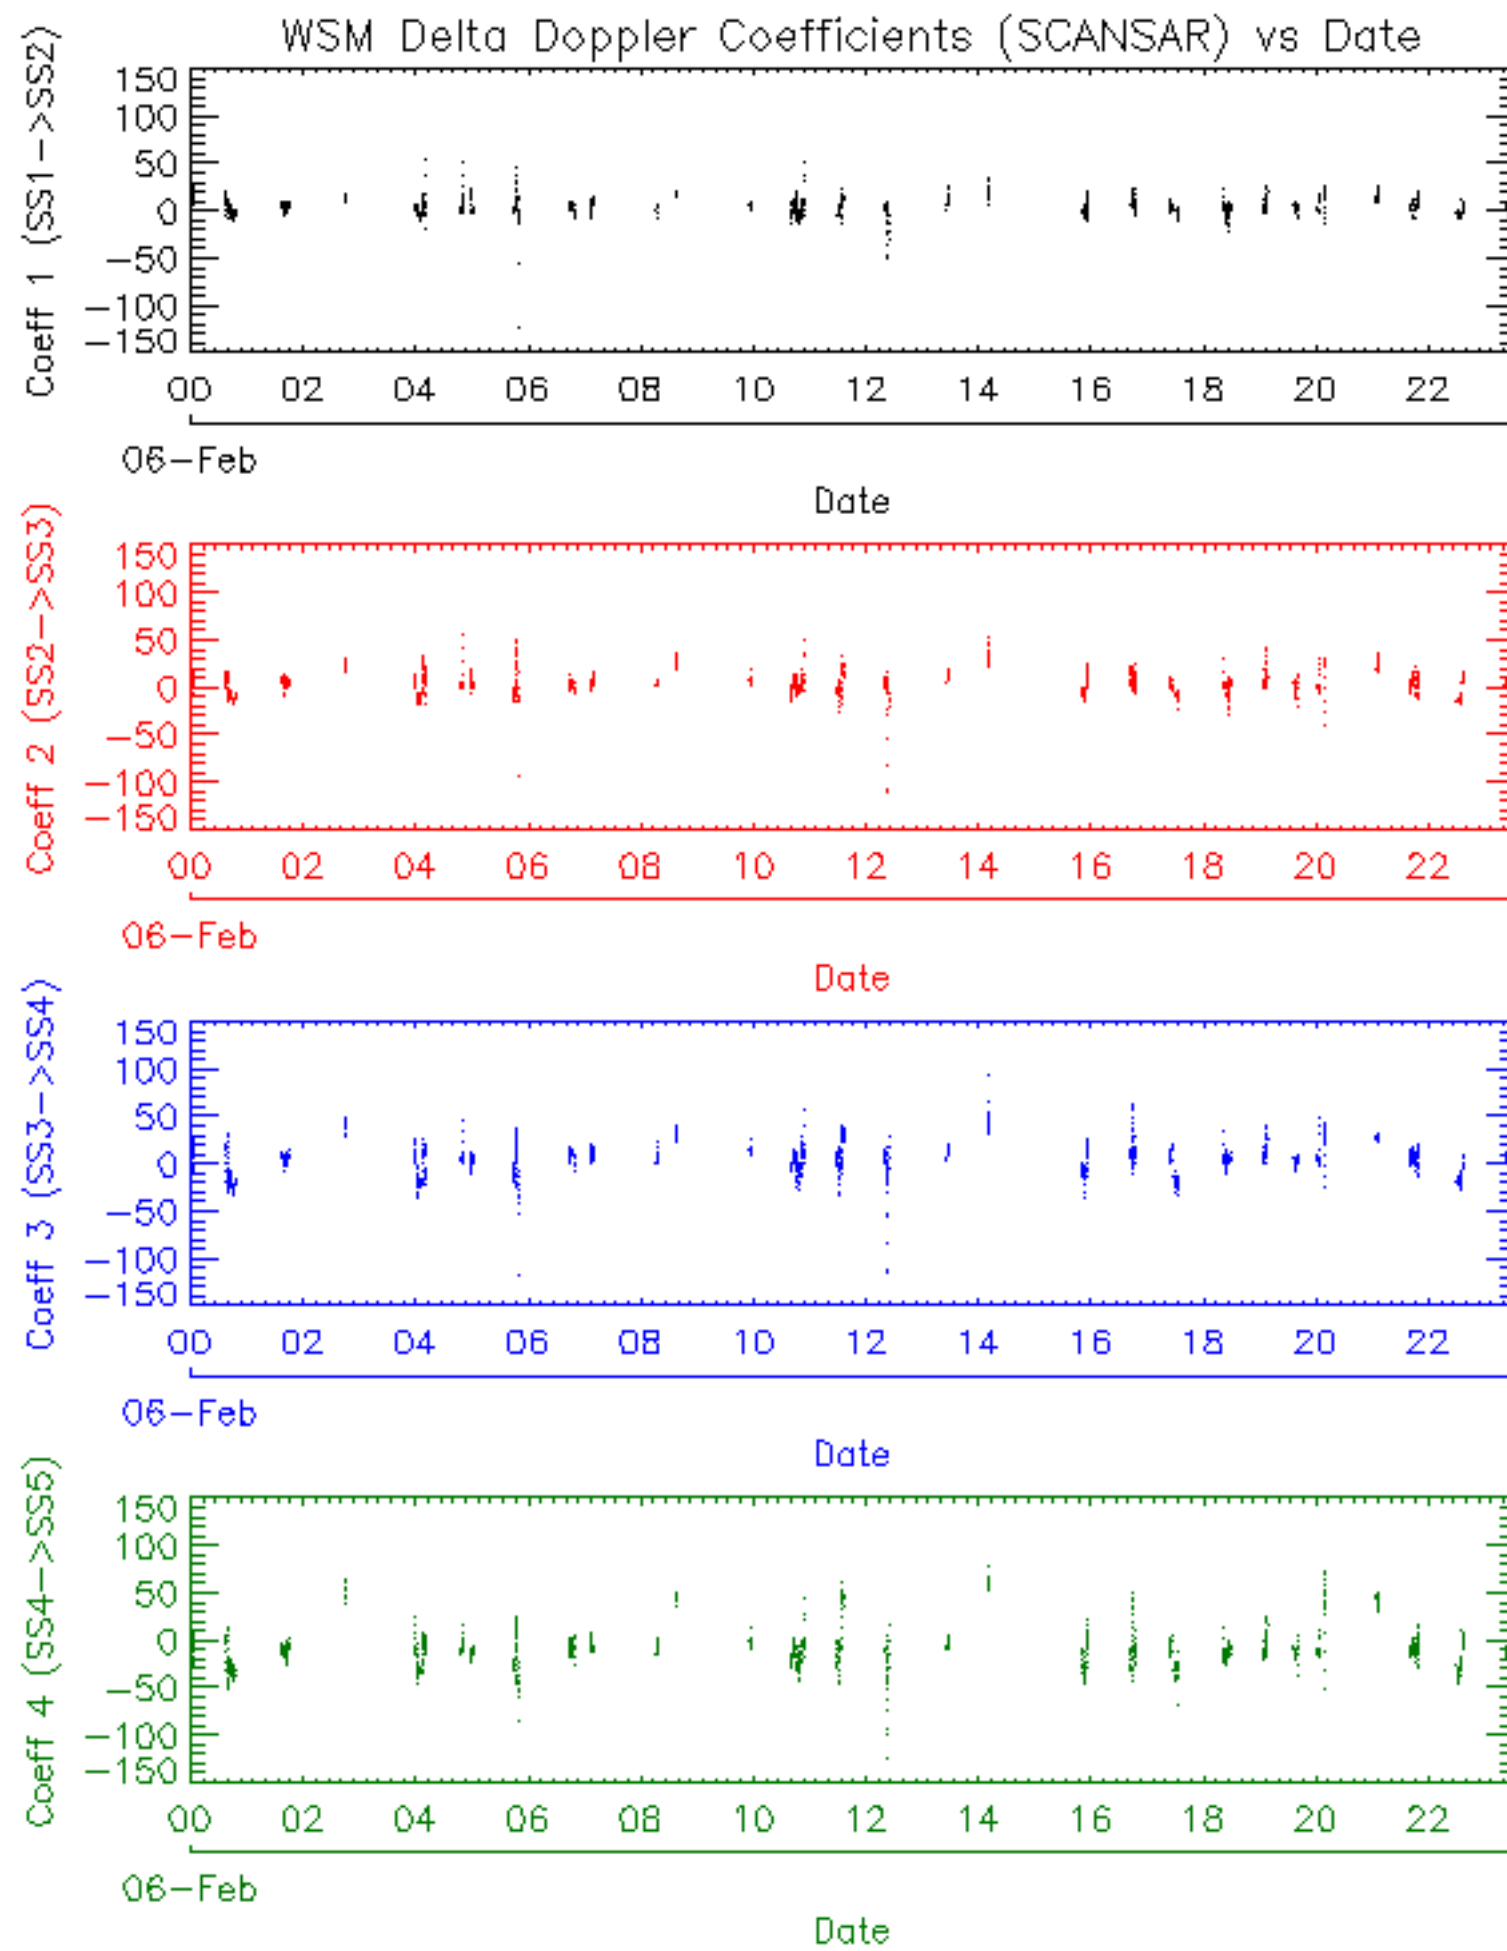 WSM Delta Doppler Coefficients (SCANSAR) vs Date
Coeff 1 (SS1->SS2)
150
100
50
0
-50
-100
-150
00 02 04 06 08 10 12 14 16 18 20 22
06-Feb
Date
Coeff 2 (SS2->SS3)
150
100
50
0
-50
-100
-150
00 02 04 06 08 10 12 14 16 18 20 22
06-Feb
Date
Coeff 3 (SS3->SS4)
150
100
50
0
-50
-100
-150
00 02 04 06 08 10 12 14 16 18 20 22
06-Feb
Date
Coeff 4 (SS4->SS5)
150
100
50
0
-50
-100
-150
00 02 04 06 08 10 12 14 16 18 20 22
06-Feb
Date